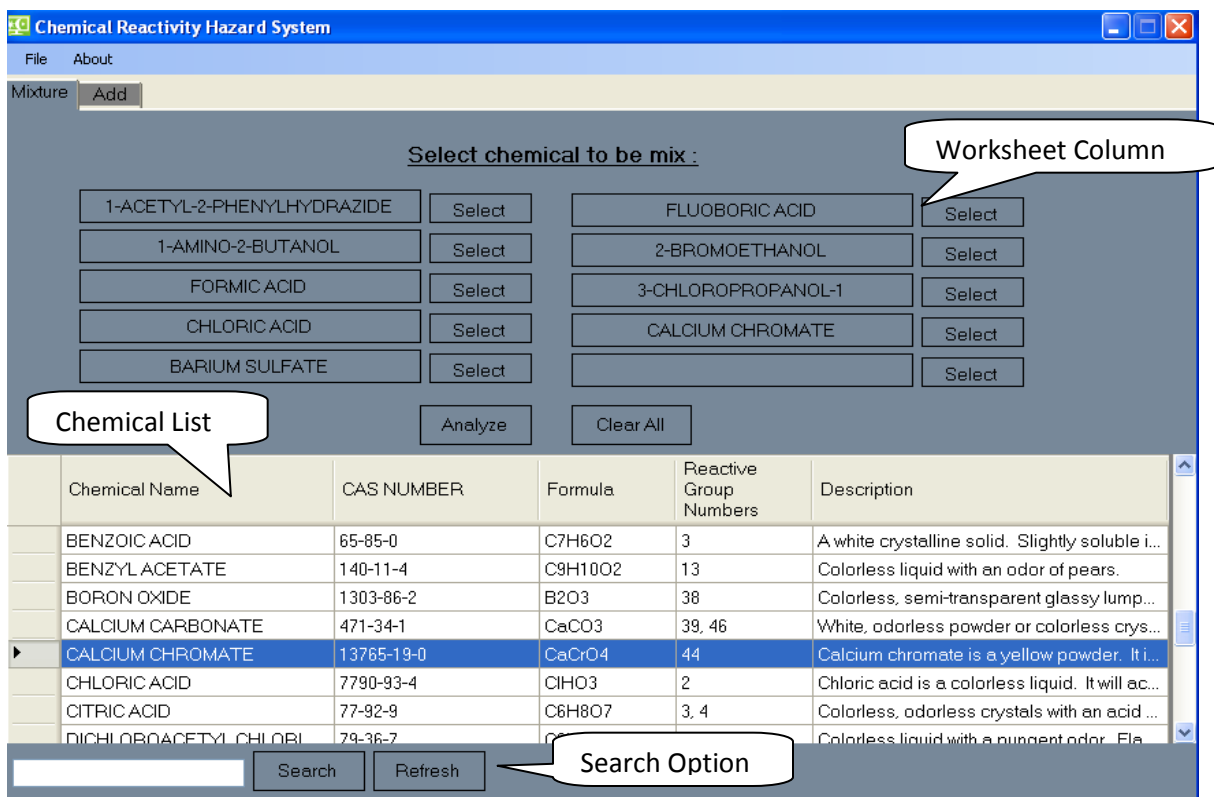 Chemical Reactivity Hazard System
File About
Mixture Add
Select chemical to be mix :
Worksheet Column
1-ACETYL-2-PHENYLHYDRAZIDE Select FLUOBORIC ACID Select
1-AMINO-2-BUTANOL Select 2-BROMOETHANOL Select
FORMIC ACID Select 3-CHLOROPROPANOL-1 Select
CHLORIC ACID Select CALCIUM CHROMATE Select
BARIUM SULFATE Select Select
Chemical List
Analyze Clear All
Chemical Name CAS NUMBER Formula Reactive Group Numbers Description
BENZOIC ACID 65-85-0 C7H6O2 3 A white crystalline solid. Slightly soluble i...
BENZYL ACETATE 140-11-4 C9H10O2 13 Colorless liquid with an odor of pears.
BORON OXIDE 1303-86-2 B2O3 38 Colorless, semi-transparent glassy lump...
CALCIUM CARBONATE 471-34-1 CaCO3 39, 46 White, odorless powder or colorless crys...
CALCIUM CHROMATE 13765-19-0 CaCrO4 44 Calcium chromate is a yellow powder. It i...
CHLORIC ACID 7790-93-4 ClHO3 2 Chloric acid is a colorless liquid. It will ac...
CITRIC ACID 77-92-9 C6H8O7 3, 4 Colorless, odorless crystals with an acid ...
DICHLOROACETYL CHLORI 79-36-7 Colorless liquid with a pungent odor. Fla
Search Refresh
Search Option